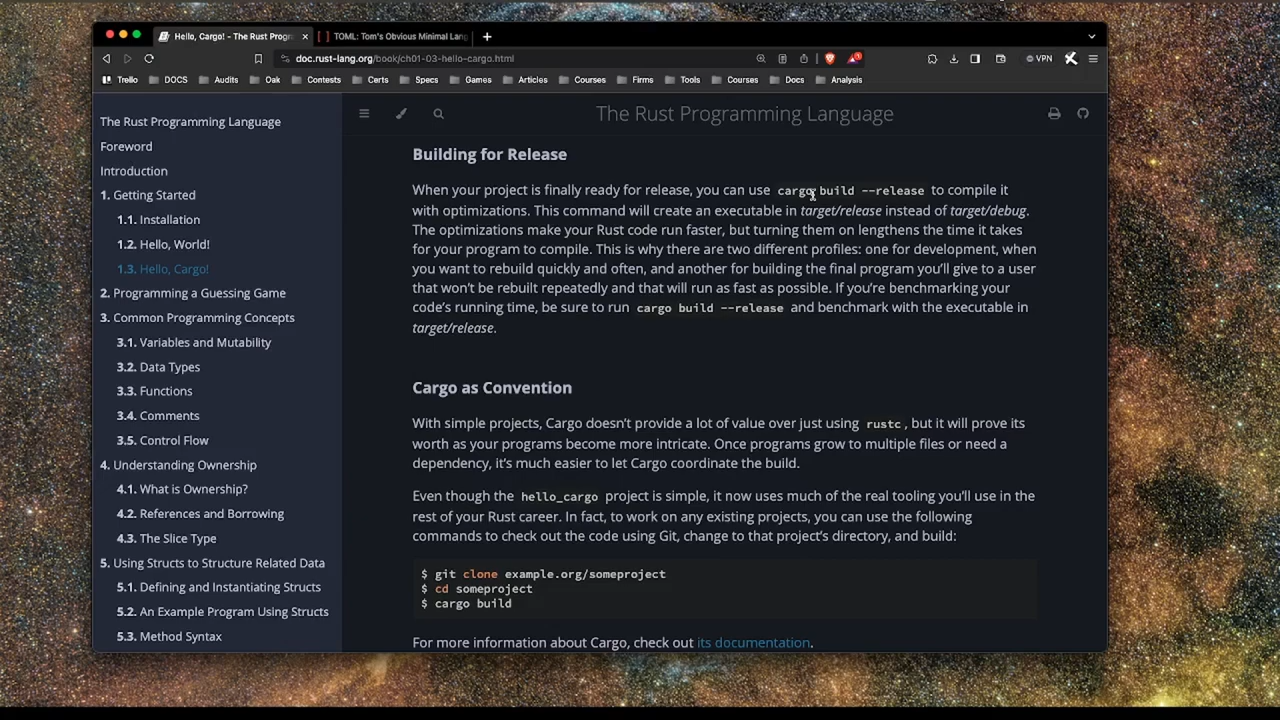 Hello, Cargo! - The Rust Progr
TOML: Tom's Obvious Minimal Lan
doc.rust-lang.org/book/ch01-03-hello-cargo.html
VPN
Trello DOCS Audits Oak Contests Certs Specs Games Articles Courses Firms Tools Courses Docs Analysis
The Rust Programming Language
Foreword
Introduction
1. Getting Started
1.1. Installation
1.2. Hello, World!
1.3. Hello, Cargo!
2. Programming a Guessing Game
3. Common Programming Concepts
3.1. Variables and Mutability
3.2. Data Types
3.3. Functions
3.4. Comments
3.5. Control Flow
4. Understanding Ownership
4.1. What is Ownership?
4.2. References and Borrowing
4.3. The Slice Type
5. Using Structs to Structure Related Data
5.1. Defining and Instantiating Structs
5.2. An Example Program Using Structs
5.3. Method Syntax
The Rust Programming Language
Building for Release
When your project is finally ready for release, you can use cargo build --release to compile it
with optimizations. This command will create an executable in target/release instead of target/debug.
The optimizations make your Rust code run faster, but turning them on lengthens the time it takes
for your program to compile. This is why there are two different profiles: one for development, when
you want to rebuild quickly and often, and another for building the final program you'll give to a user
that won't be rebuilt repeatedly and that will run as fast as possible. If you're benchmarking your
code's running time, be sure to run cargo build --release and benchmark with the executable in
target/release.
Cargo as Convention
With simple projects, Cargo doesn't provide a lot of value over just using rustc, but it will prove its
worth as your programs become more intricate. Once programs grow to multiple files or need a
dependency, it's much easier to let Cargo coordinate the build.
Even though the hello_cargo project is simple, it now uses much of the real tooling you'll use in the
rest of your Rust career. In fact, to work on any existing projects, you can use the following
commands to check out the code using Git, change to that project's directory, and build:
$ git clone example.org/someproject
$ cd someproject
$ cargo build
For more information about Cargo, check out its documentation.